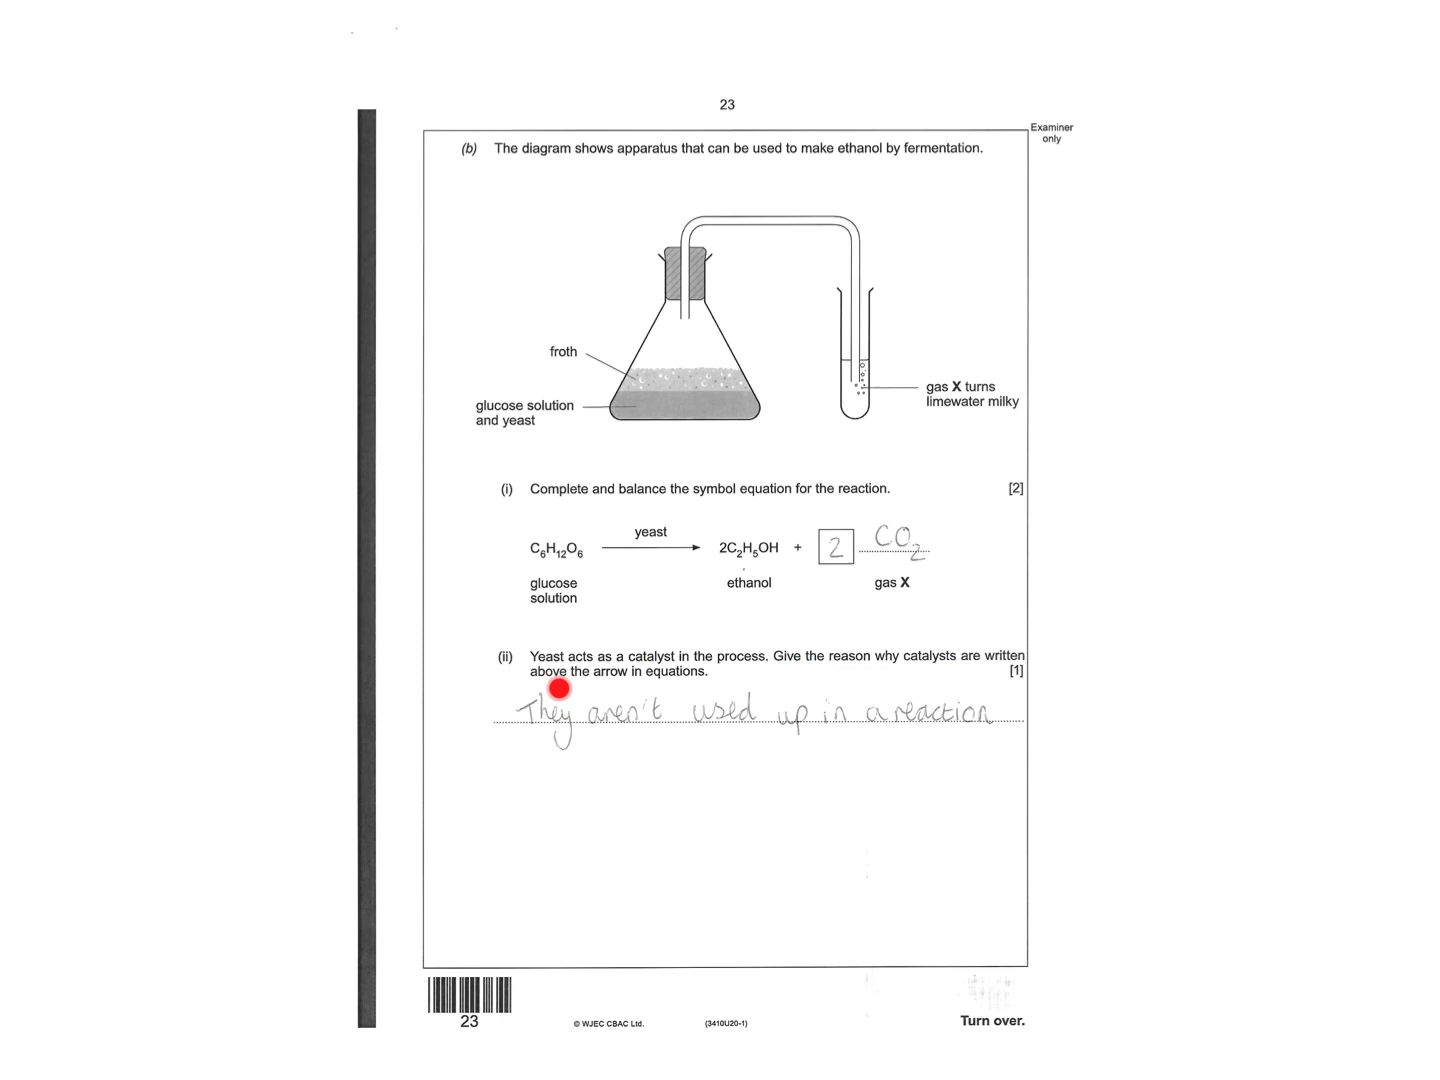 23
Examiner
only
(b) The diagram shows apparatus that can be used to make ethanol by fermentation.
froth
glucose solution
and yeast
gas X turns
limewater milky
(i) Complete and balance the symbol equation for the reaction. [2]
yeast
C₆H₁₂O₆ → 2C₂H₅OH + 2 CO₂
glucose
solution
ethanol
gas X
(ii) Yeast acts as a catalyst in the process. Give the reason why catalysts are written
above the arrow in equations. [1]
They aren't used up in a reaction
23
© WJEC CBAC Ltd.
(3410U20-1)
Turn over.